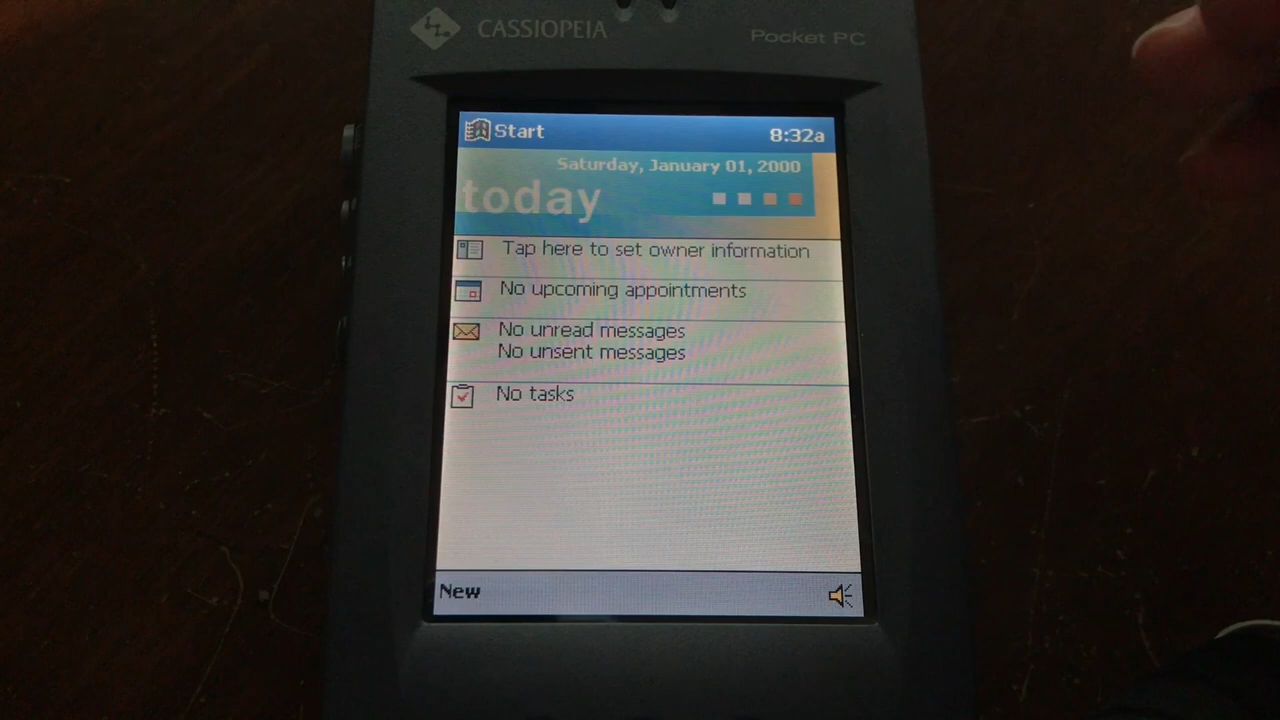 CASSIOPEIA
Pocket PC
Start 8:32a
Saturday, January 01, 2000
today
Tap here to set owner information
No upcoming appointments
No unread messages
No unsent messages
No tasks
New